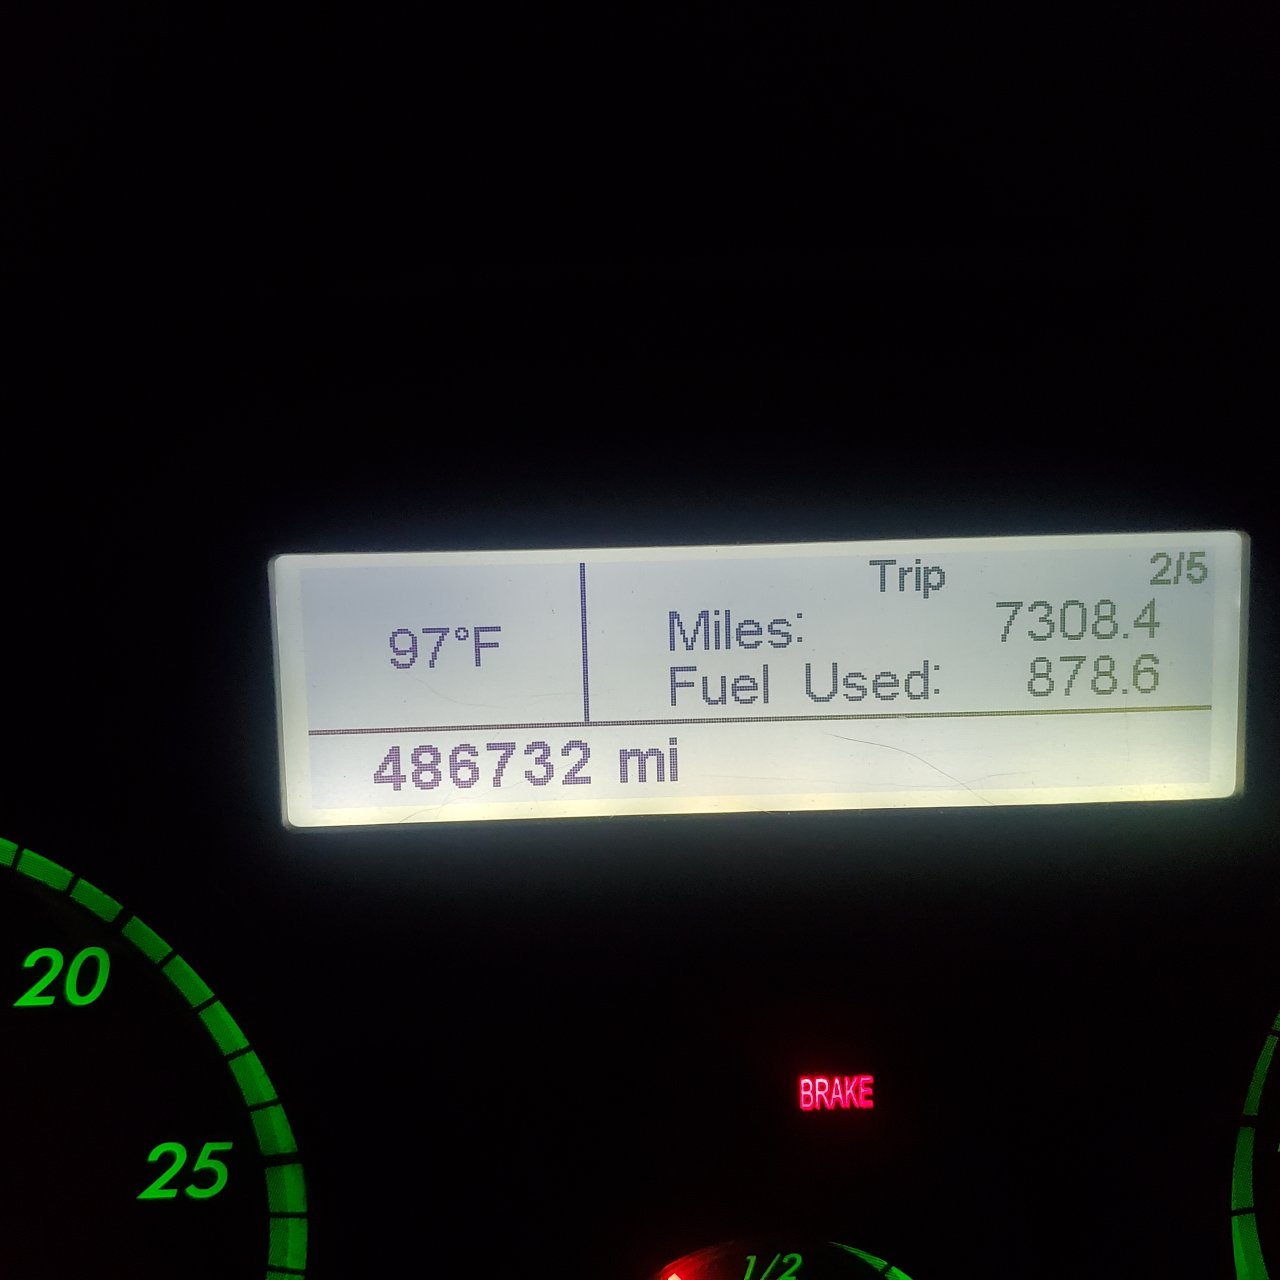 Trip 2/5
97°F
Miles: 7308.4
Fuel Used: 878.6
486732 mi
20
BRAKE
25
1/2